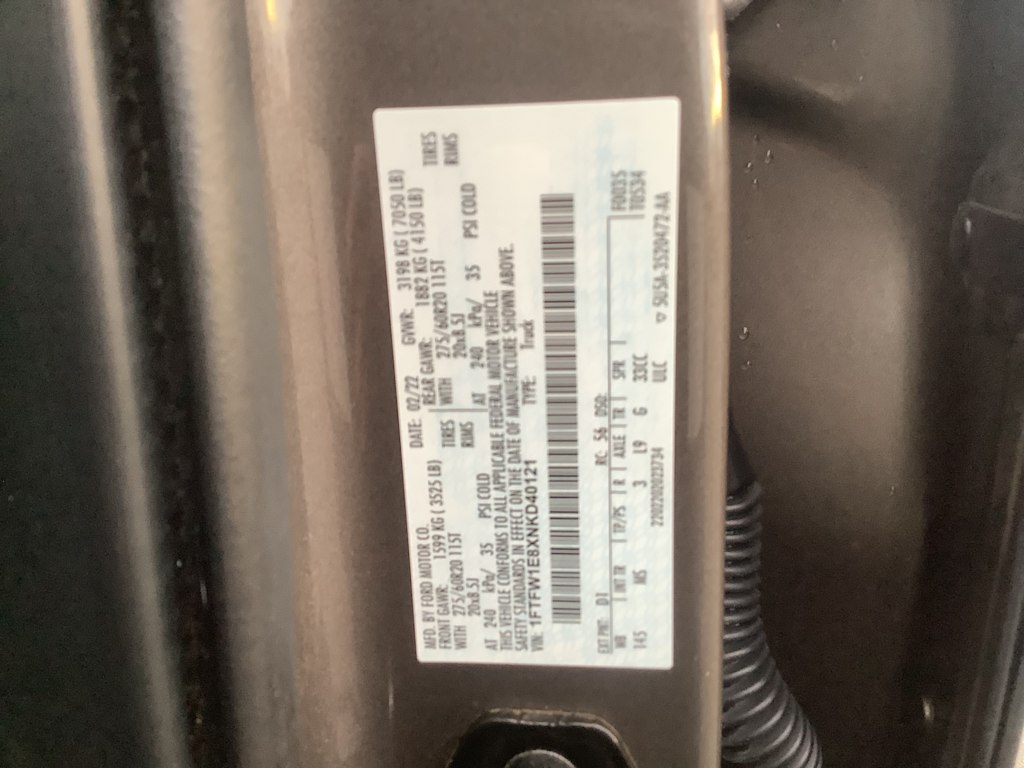 MFD. BY FORD MOTOR CO.
DATE: 02/22 GVWR: 3198 KG ( 7050 LB)
FRONT GAWR: 1599 KG ( 3525 LB) REAR GAWR: 1882 KG ( 4150 LB)
WITH 275/60R20 115T TIRES WITH 275/60R20 115T TIRES
20x8.5J RIMS 20x8.5J RIMS
AT 240 kPa/ 35 PSI COLD AT 240 kPa/ 35 PSI COLD
THIS VEHICLE CONFORMS TO ALL APPLICABLE FEDERAL MOTOR VEHICLE
SAFETY STANDARDS IN EFFECT ON THE DATE OF MANUFACTURE SHOWN ABOVE.
VIN: 1FTFW1E8XNKD40121 TYPE: Truck
EXT PNT: D1 RC: 56 DSO: F0035
WB INT TR TP/PS R AXLE TR SPR T0534
145 MS 3 L9 G 33CC
ULC
220220203734 ▽ 5U5A-3520472-AA